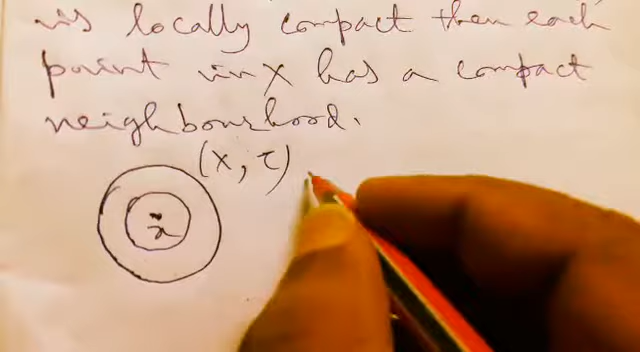 is locally compact then each
point in X has a compact
neighbourhood.
(X, τ)
x